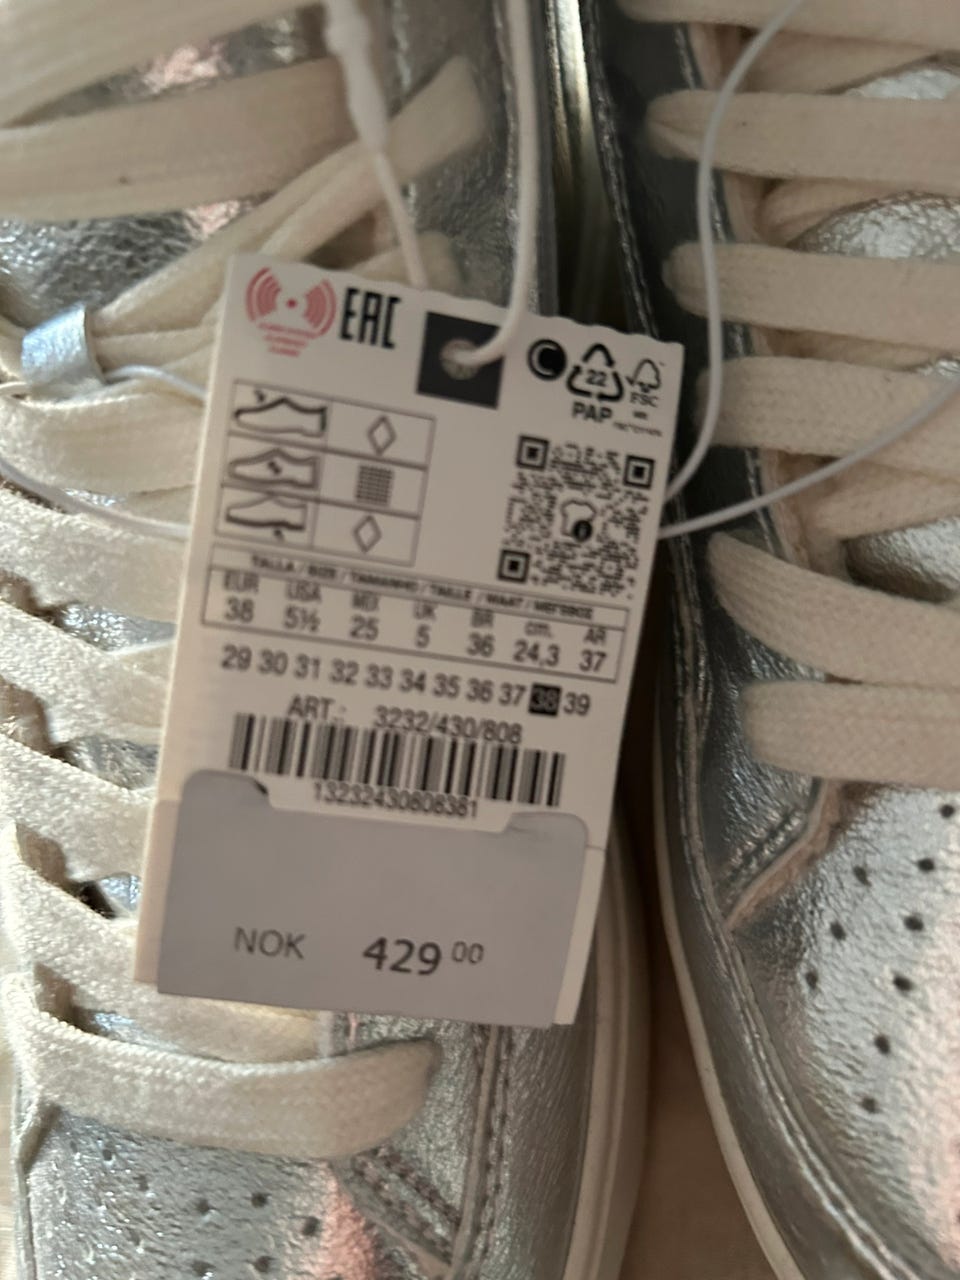 EAC
C
22
PAP
FSC
TALLA / SIZE / TAMANHO / TAILLE / MAAT / МЕГЕВОЕ
EUR USA MEX UK BR cm. AR
38 5½ 25 5 36 24,3 37
29 30 31 32 33 34 35 36 37 38 39
ART.: 3232/430/808
13232430808381
NOK 429 00